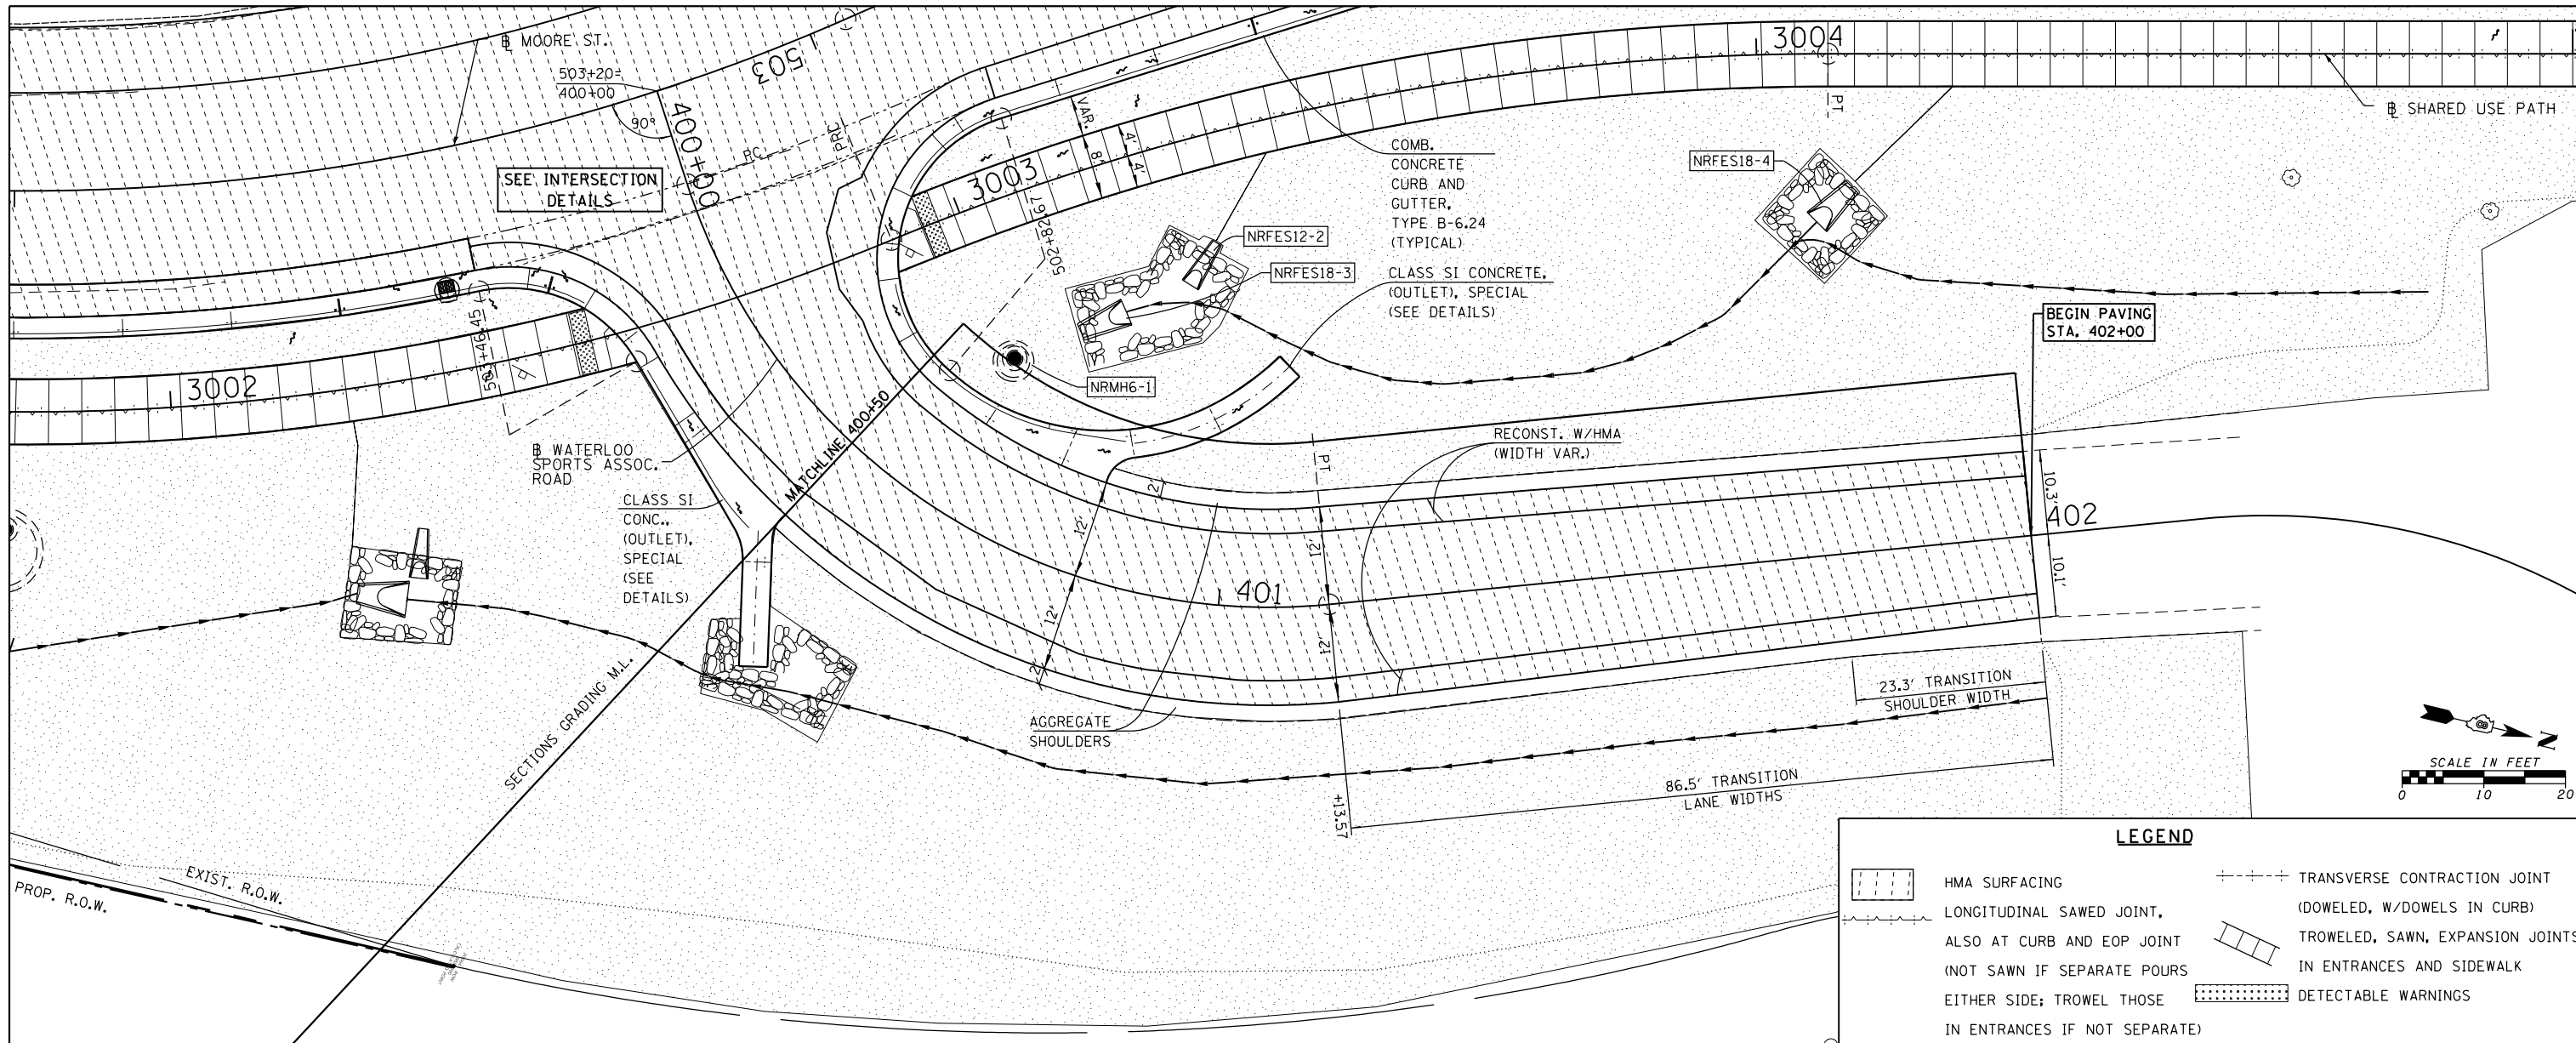 ℄ MOORE ST.
503+20=
400+00
90°
503
400+00
PC
PRC
SEE INTERSECTION
DETAILS
3002
503+46.45
℄ WATERLOO
SPORTS ASSOC.
ROAD
CLASS SI
CONC.,
(OUTLET),
SPECIAL
(SEE
DETAILS)
MATCHLINE 400+50
SECTIONS GRADING M.L.
3003
502+82.67
VAR.
8'
4'
4'
COMB.
CONCRETE
CURB AND
GUTTER,
TYPE B-6.24
(TYPICAL)
CLASS SI CONCRETE,
(OUTLET), SPECIAL
(SEE DETAILS)
NRFES12-2
NRFES18-3
NRMH6-1
NRFES18-4
3004
PT
℄ SHARED USE PATH
BEGIN PAVING
STA. 402+00
RECONST. W/HMA
(WIDTH VAR.)
PT
2'
12'
12'
2'
12'
12'
401
402
10.3'
10.1'
AGGREGATE
SHOULDERS
23.3' TRANSITION
SHOULDER WIDTH
86.5' TRANSITION
LANE WIDTHS
+13.57
EXIST. R.O.W.
PROP. R.O.W.
N
SCALE IN FEET
0 10 20
LEGEND
HMA SURFACING
LONGITUDINAL SAWED JOINT,
ALSO AT CURB AND EOP JOINT
(NOT SAWN IF SEPARATE POURS
EITHER SIDE; TROWEL THOSE
IN ENTRANCES IF NOT SEPARATE)
TRANSVERSE CONTRACTION JOINT
(DOWELED, W/DOWELS IN CURB)
TROWELED, SAWN, EXPANSION JOINTS
IN ENTRANCES AND SIDEWALK
DETECTABLE WARNINGS